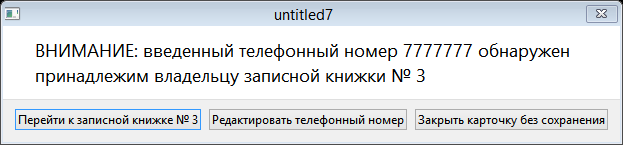 untitled7
ВНИМАНИЕ: введенный телефонный номер 7777777 обнаружен
принадлежим владельцу записной книжки № 3
Перейти к записной книжке № 3 Редактировать телефонный номер Закрыть карточку без сохранения